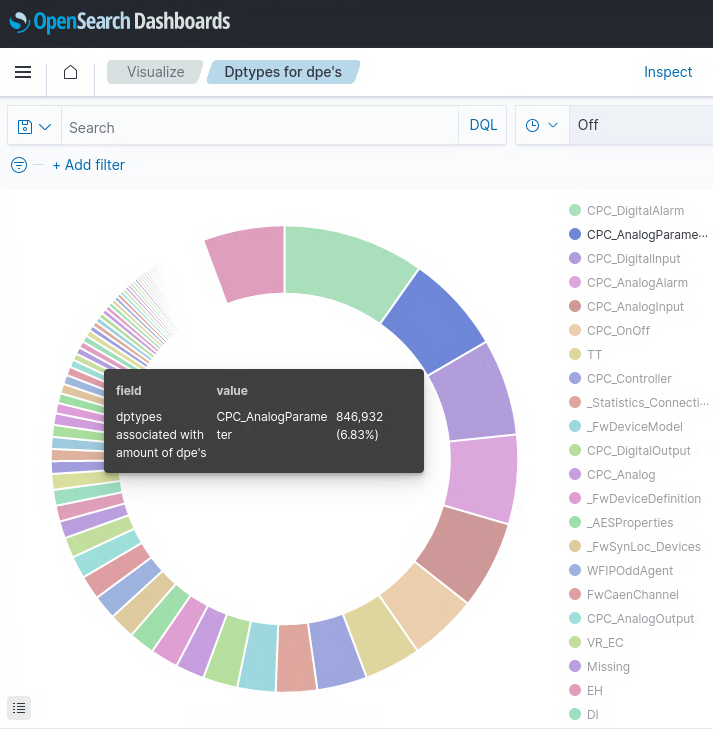 OpenSearch Dashboards
Visualize
Dptypes for dpe's
Inspect
Search
DQL
Off
+ Add filter
CPC_DigitalAlarm
CPC_AnalogParame...
CPC_DigitalInput
CPC_AnalogAlarm
CPC_AnalogInput
CPC_OnOff
TT
CPC_Controller
_Statistics_Connecti...
_FwDeviceModel
CPC_DigitalOutput
CPC_Analog
_FwDeviceDefinition
_AESProperties
_FwSynLoc_Devices
WFIPOddAgent
FwCaenChannel
CPC_AnalogOutput
VR_EC
Missing
EH
DI
field value
dptypes CPC_AnalogParame 846,932
associated with ter (6.83%)
amount of dpe's